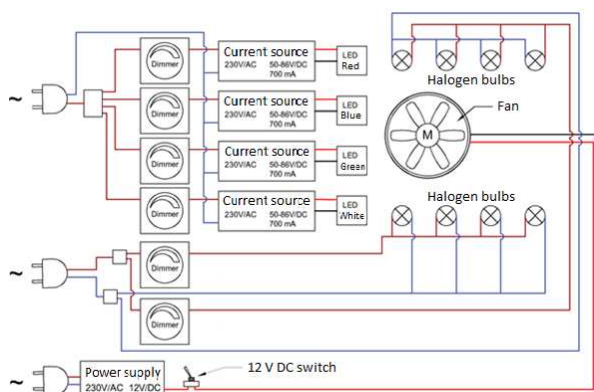 Dimmer
Current source
230V/AC 50-86V/DC
700 mA
LED
Red
Halogen bulbs
Dimmer
Current source
230V/AC 50-86V/DC
700 mA
LED
Blue
Fan
M
Dimmer
Current source
230V/AC 50-86V/DC
700 mA
LED
Green
Dimmer
Current source
230V/AC 50-86V/DC
700 mA
LED
White
Halogen bulbs
~
~
Dimmer
Dimmer
~
Power supply
230V/AC 12V/DC
12 V DC switch